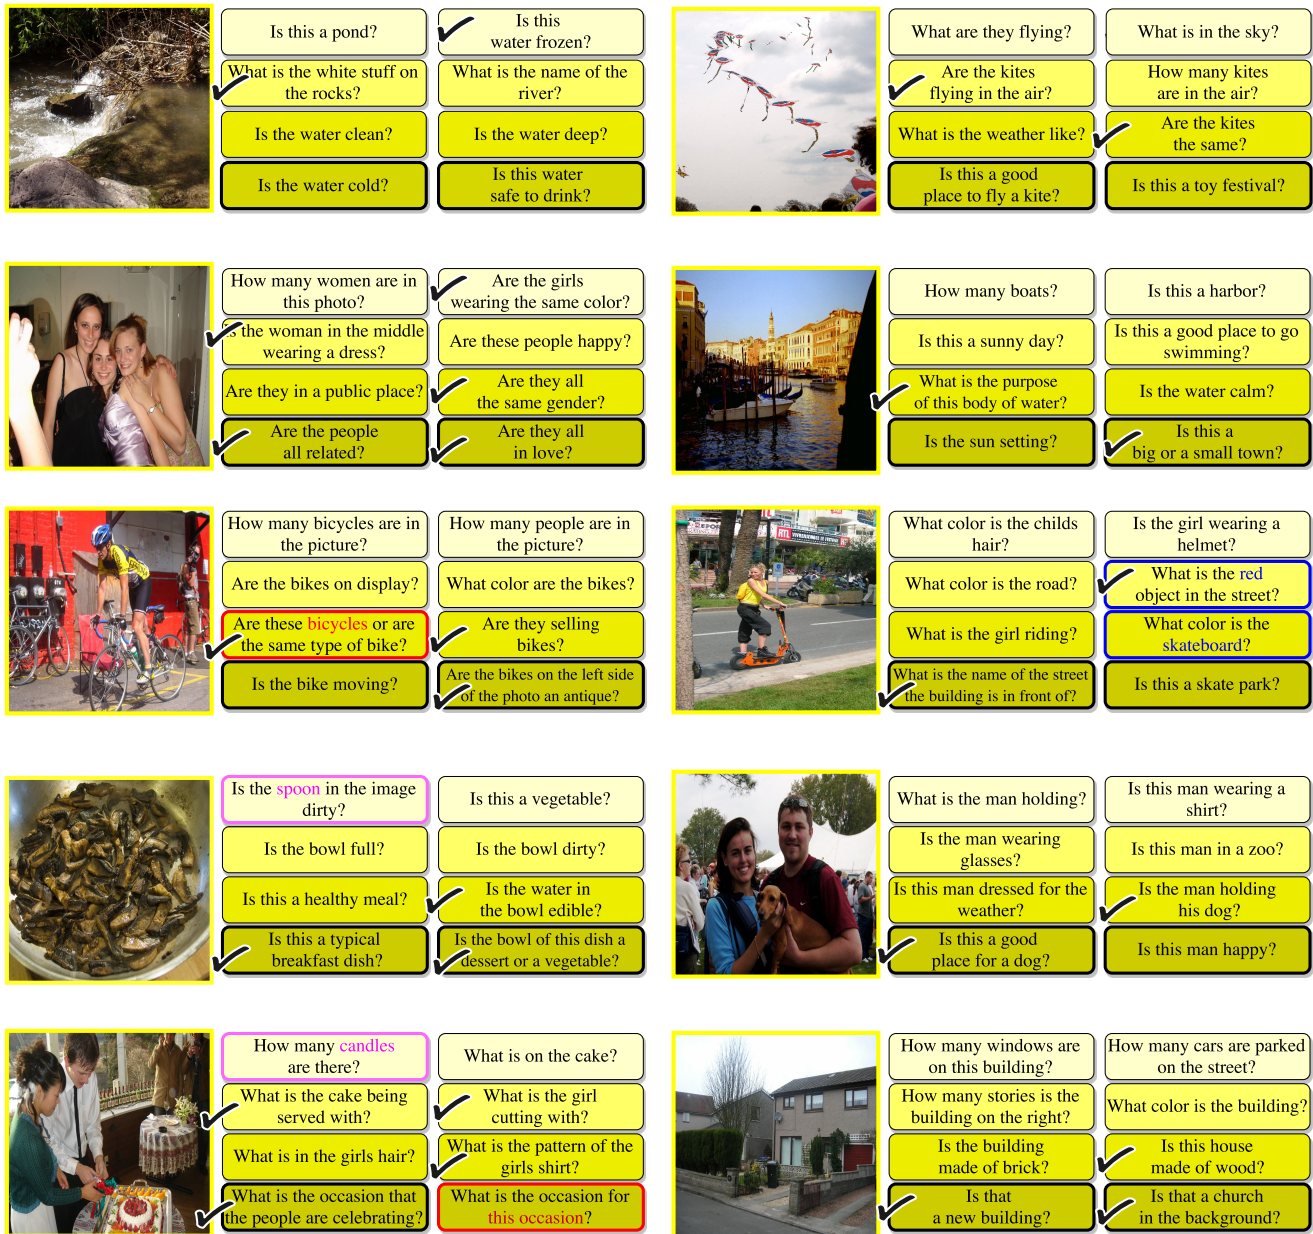 Is this a pond?
Is this
water frozen?
What is the white stuff on
the rocks?
What is the name of the
river?
Is the water clean?
Is the water deep?
Is the water cold?
Is this water
safe to drink?
What are they flying?
What is in the sky?
Are the kites
flying in the air?
How many kites
are in the air?
What is the weather like?
Are the kites
the same?
Is this a good
place to fly a kite?
Is this a toy festival?
How many women are in
this photo?
Are the girls
wearing the same color?
Is the woman in the middle
wearing a dress?
Are these people happy?
Are they in a public place?
Are they all
the same gender?
Are the people
all related?
Are they all
in love?
How many boats?
Is this a harbor?
Is this a sunny day?
Is this a good place to go
swimming?
What is the purpose
of this body of water?
Is the water calm?
Is the sun setting?
Is this a
big or a small town?
How many bicycles are in
the picture?
How many people are in
the picture?
Are the bikes on display?
What color are the bikes?
Are these bicycles or are
the same type of bike?
Are they selling
bikes?
Is the bike moving?
Are the bikes on the left side
of the photo an antique?
RTL
What color is the childs
hair?
Is the girl wearing a
helmet?
What color is the road?
What is the red
object in the street?
What is the girl riding?
What color is the
skateboard?
What is the name of the street
the building is in front of?
Is this a skate park?
Is the spoon in the image
dirty?
Is this a vegetable?
Is the bowl full?
Is the bowl dirty?
Is this a healthy meal?
Is the water in
the bowl edible?
Is this a typical
breakfast dish?
Is the bowl of this dish a
dessert or a vegetable?
What is the man holding?
Is this man wearing a
shirt?
Is the man wearing
glasses?
Is this man in a zoo?
Is this man dressed for the
weather?
Is the man holding
his dog?
Is this a good
place for a dog?
Is this man happy?
How many candles
are there?
What is on the cake?
What is the cake being
served with?
What is the girl
cutting with?
What is in the girls hair?
What is the pattern of the
girls shirt?
What is the occasion that
the people are celebrating?
What is the occasion for
this occasion?
How many windows are
on this building?
How many cars are parked
on the street?
How many stories is the
building on the right?
What color is the building?
Is the building
made of brick?
Is this house
made of wood?
Is that
a new building?
Is that a church
in the background?